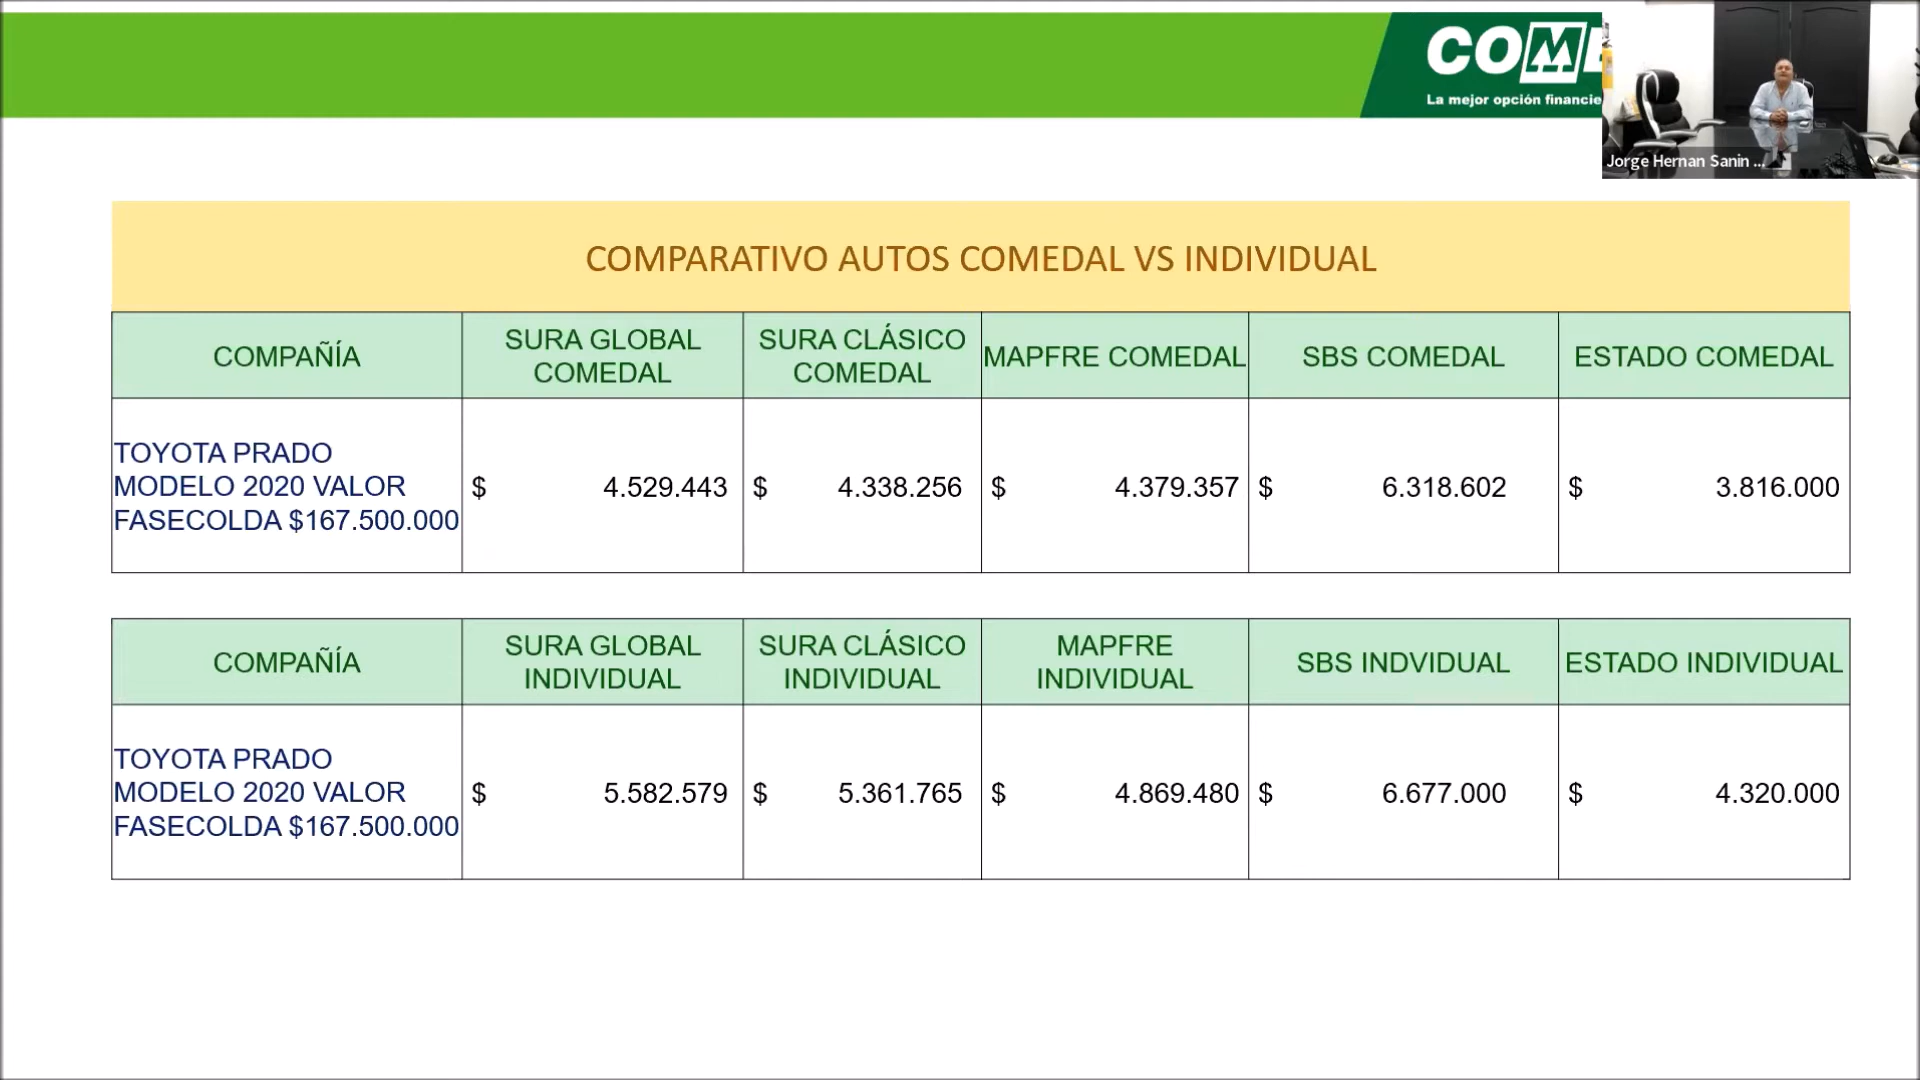 COME
La mejor opción financie
Jorge Hernan Sanin ...
COMPARATIVO AUTOS COMEDAL VS INDIVIDUAL
COMPAÑÍA
SURA GLOBAL
COMEDAL
SURA CLÁSICO
COMEDAL
MAPFRE COMEDAL
SBS COMEDAL
ESTADO COMEDAL
TOYOTA PRADO
MODELO 2020 VALOR
FASECOLDA $167.500.000
$ 4.529.443
$ 4.338.256
$ 4.379.357
$ 6.318.602
$ 3.816.000
COMPAÑÍA
SURA GLOBAL
INDIVIDUAL
SURA CLÁSICO
INDIVIDUAL
MAPFRE
INDIVIDUAL
SBS INDVIDUAL
ESTADO INDIVIDUAL
TOYOTA PRADO
MODELO 2020 VALOR
FASECOLDA $167.500.000
$ 5.582.579
$ 5.361.765
$ 4.869.480
$ 6.677.000
$ 4.320.000